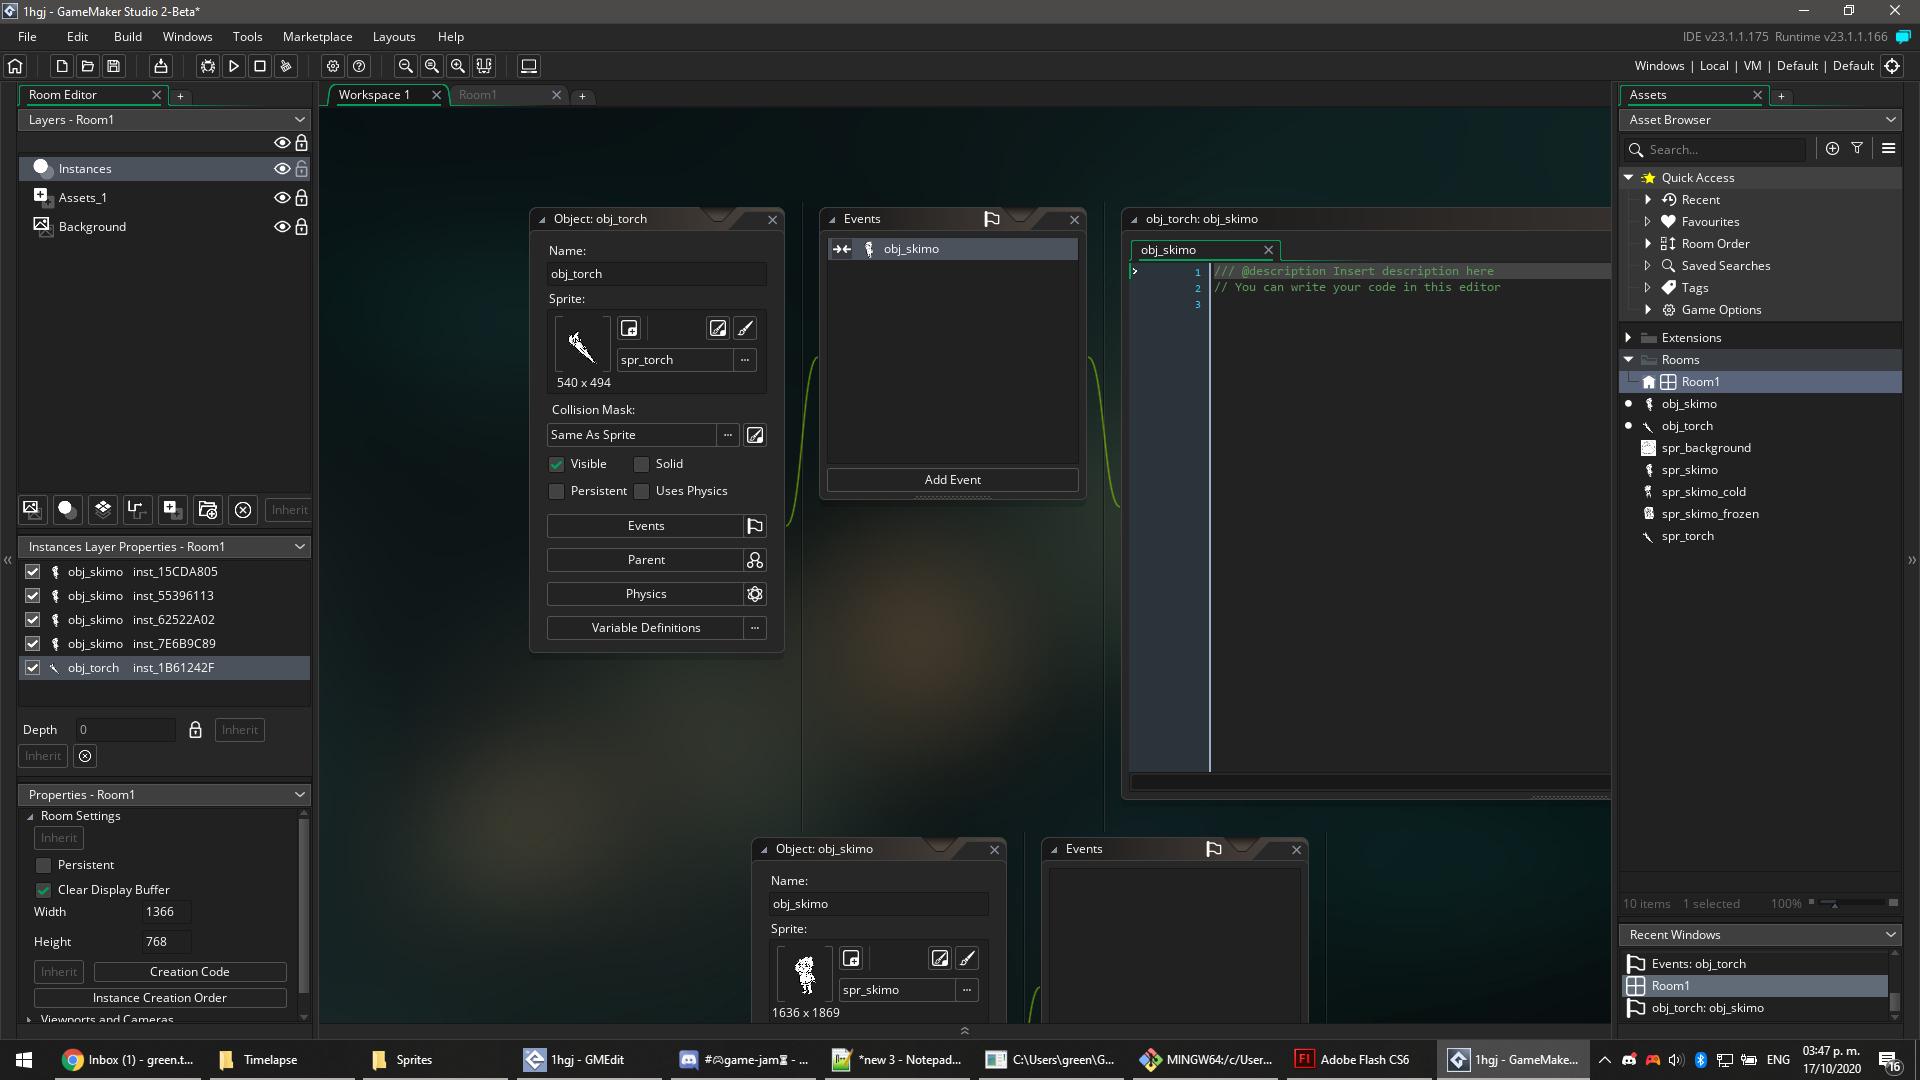 1hgj - GameMaker Studio 2-Beta*
File Edit Build Windows Tools Marketplace Layouts Help
IDE v23.1.1.175 Runtime v23.1.1.166
Windows | Local | VM | Default | Default
Room Editor
Layers - Room1
Instances
Assets_1
Background
Inherit
Instances Layer Properties - Room1
obj_skimo inst_15CDA805
obj_skimo inst_55396113
obj_skimo inst_62522A02
obj_skimo inst_7E6B9C89
obj_torch inst_1B61242F
Depth 0 Inherit
Inherit
Properties - Room1
Room Settings
Inherit
Persistent
Clear Display Buffer
Width 1366
Height 768
Inherit Creation Code
Instance Creation Order
Viewports and Cameras
Workspace 1 Room1
Object: obj_torch
Name:
obj_torch
Sprite:
spr_torch
540 x 494
Collision Mask:
Same As Sprite
Visible Solid
Persistent Uses Physics
Events
Parent
Physics
Variable Definitions
Events
obj_skimo
Add Event
obj_torch: obj_skimo
obj_skimo
1 /// @description Insert description here
2 // You can write your code in this editor
3
Object: obj_skimo
Name:
obj_skimo
Sprite:
spr_skimo
1636 x 1869
Events
Assets
Asset Browser
Search...
Quick Access
Recent
Favourites
Room Order
Saved Searches
Tags
Game Options
Extensions
Rooms
Room1
obj_skimo
obj_torch
spr_background
spr_skimo
spr_skimo_cold
spr_skimo_frozen
spr_torch
10 items 1 selected 100%
Recent Windows
Events: obj_torch
Room1
obj_torch: obj_skimo
Inbox (1) - green.t...
Timelapse
Sprites
1hgj - GMEdit
#🎮game-jam⏳ - ...
*new 3 - Notepad...
C:\Users\green\G...
MINGW64:/c/User...
Fl
Adobe Flash CS6
1hgj - GameMake...
ENG
03:47 p. m.
17/10/2020
16